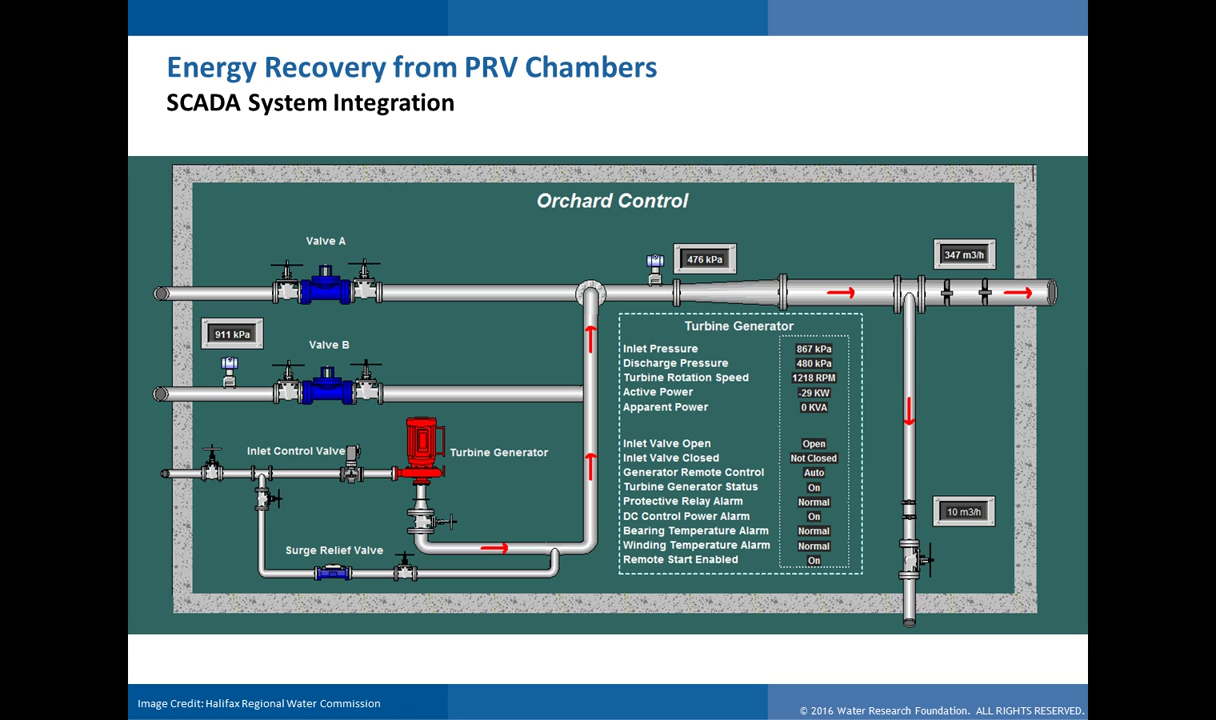 Energy Recovery from PRV Chambers
SCADA System Integration
Orchard Control
Valve A
476 kPa
347 m3/h
911 kPa
Valve B
Turbine Generator
Inlet Pressure 867 kPa
Discharge Pressure 480 kPa
Turbine Rotation Speed 1218 RPM
Active Power -29 KW
Apparent Power 0 KVA
Inlet Valve Open Open
Inlet Valve Closed Not Closed
Generator Remote Control Auto
Turbine Generator Status On
Protective Relay Alarm Normal
DC Control Power Alarm On
Bearing Temperature Alarm Normal
Winding Temperature Alarm Normal
Remote Start Enabled On
Inlet Control Valve
Turbine Generator
10 m3/h
Surge Relief Valve
Image Credit: Halifax Regional Water Commission
© 2016 Water Research Foundation. ALL RIGHTS RESERVED.